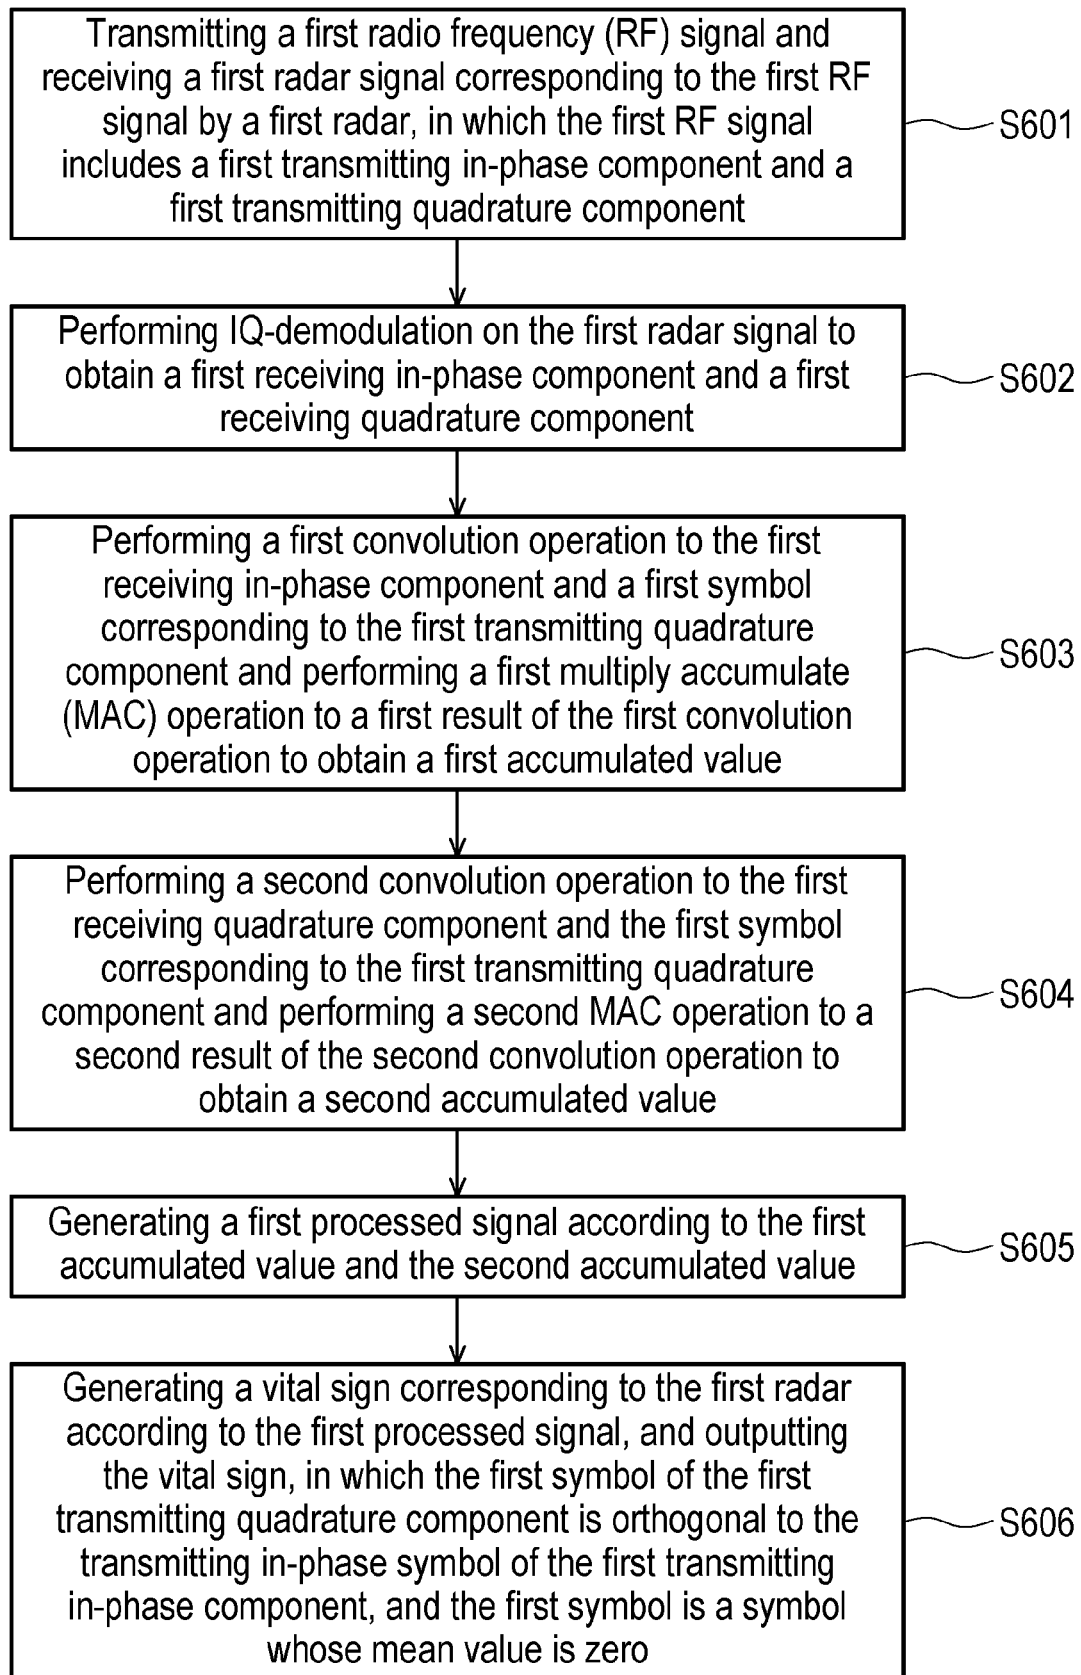 Transmitting a first radio frequency (RF) signal and
receiving a first radar signal corresponding to the first RF
signal by a first radar, in which the first RF signal
includes a first transmitting in-phase component and a
first transmitting quadrature component
S601
Performing IQ-demodulation on the first radar signal to
obtain a first receiving in-phase component and a first
receiving quadrature component
S602
Performing a first convolution operation to the first
receiving in-phase component and a first symbol
corresponding to the first transmitting quadrature
component and performing a first multiply accumulate
(MAC) operation to a first result of the first convolution
operation to obtain a first accumulated value
S603
Performing a second convolution operation to the first
receiving quadrature component and the first symbol
corresponding to the first transmitting quadrature
component and performing a second MAC operation to a
second result of the second convolution operation to
obtain a second accumulated value
S604
Generating a first processed signal according to the first
accumulated value and the second accumulated value
S605
Generating a vital sign corresponding to the first radar
according to the first processed signal, and outputting
the vital sign, in which the first symbol of the first
transmitting quadrature component is orthogonal to the
transmitting in-phase symbol of the first transmitting
in-phase component, and the first symbol is a symbol
whose mean value is zero
S606